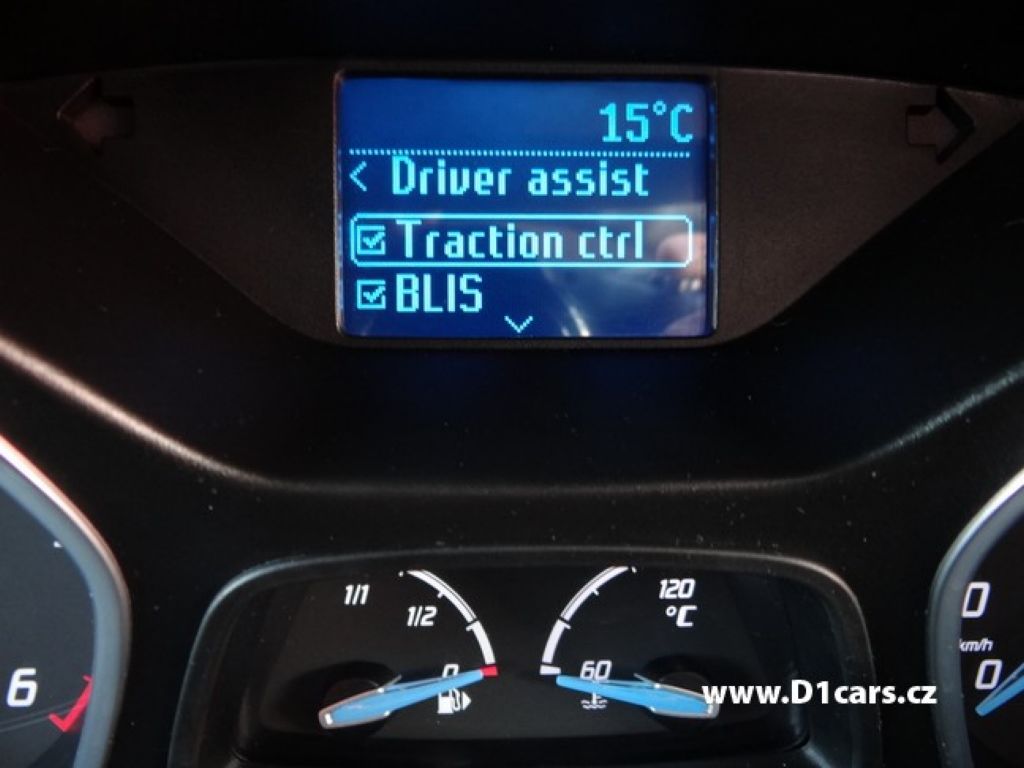 15°C
< Driver assist
Traction ctrl
BLIS
1/1
1/2
0
120
°C
60
6
0
km/h
0
www.D1cars.cz